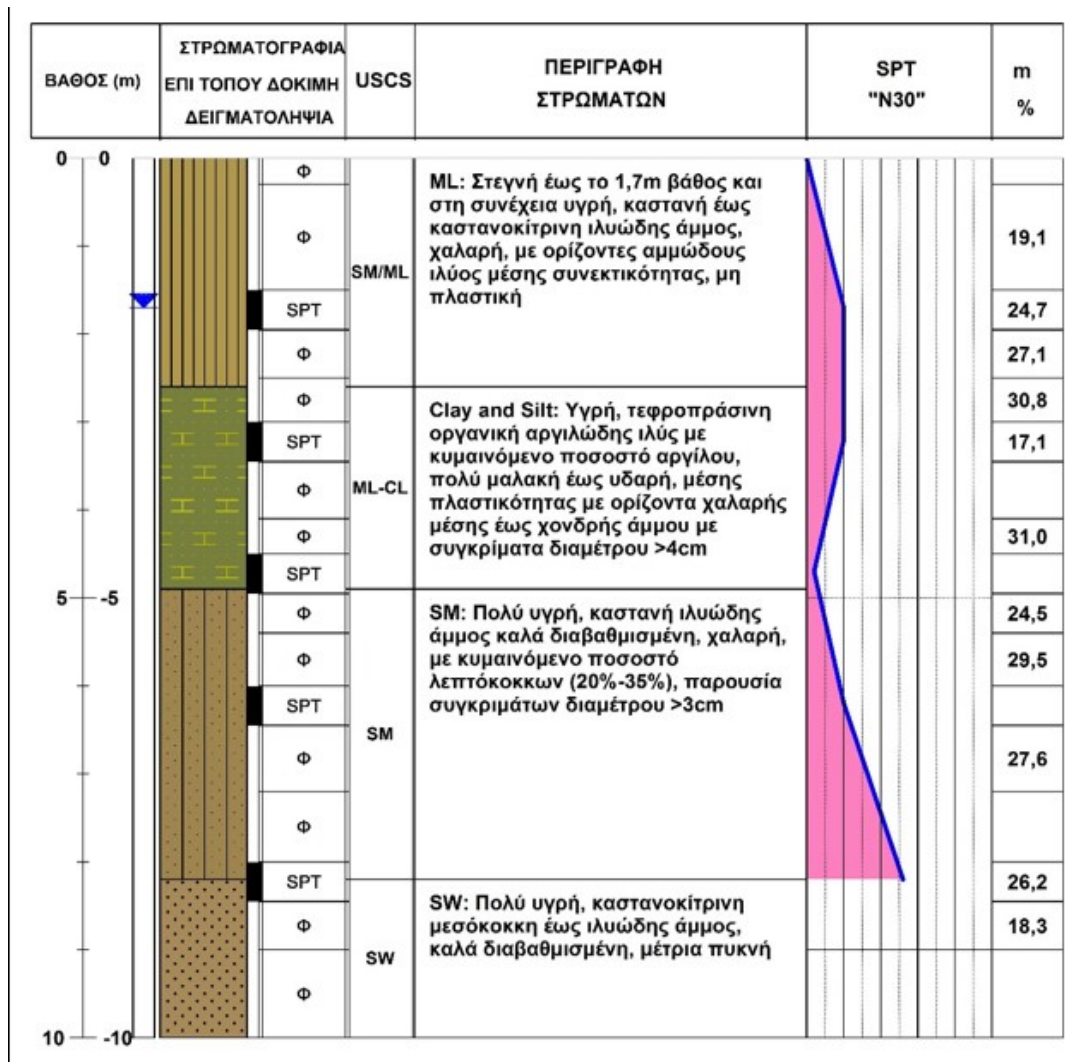 ΒΑΘΟΣ (m)
ΣΤΡΩΜΑΤΟΓΡΑΦΙΑ
ΕΠΙ ΤΟΠΟΥ ΔΟΚΙΜΗ
ΔΕΙΓΜΑΤΟΛΗΨΙΑ
USCS
ΠΕΡΙΓΡΑΦΗ
ΣΤΡΩΜΑΤΩΝ
SPT
"N30"
m
%
0 0
Φ
Φ
SPT
Φ
SM/ML
ML: Στεγνή έως το 1,7m βάθος και
στη συνέχεια υγρή, καστανή έως
καστανοκίτρινη ιλυώδης άμμος,
χαλαρή, με ορίζοντες αμμώδους
ιλύος μέσης συνεκτικότητας, μη
πλαστική
19,1
24,7
27,1
Φ
SPT
Φ
Φ
SPT
ML-CL
Clay and Silt: Υγρή, τεφροπράσινη
οργανική αργιλώδης ιλύς με
κυμαινόμενο ποσοστό αργίλου,
πολύ μαλακή έως υδαρή, μέσης
πλαστικότητας με ορίζοντα χαλαρής
μέσης έως χονδρής άμμου με
συγκρίματα διαμέτρου >4cm
30,8
17,1
31,0
5 -5
Φ
Φ
SPT
Φ
Φ
SPT
SM
SM: Πολύ υγρή, καστανή ιλυώδης
άμμος καλά διαβαθμισμένη, χαλαρή,
με κυμαινόμενο ποσοστό
λεπτόκοκκων (20%-35%), παρουσία
συγκριμάτων διαμέτρου >3cm
24,5
29,5
27,6
26,2
Φ
Φ
SW
SW: Πολύ υγρή, καστανοκίτρινη
μεσόκοκκη έως ιλυώδης άμμος,
καλά διαβαθμισμένη, μέτρια πυκνή
18,3
10 -10